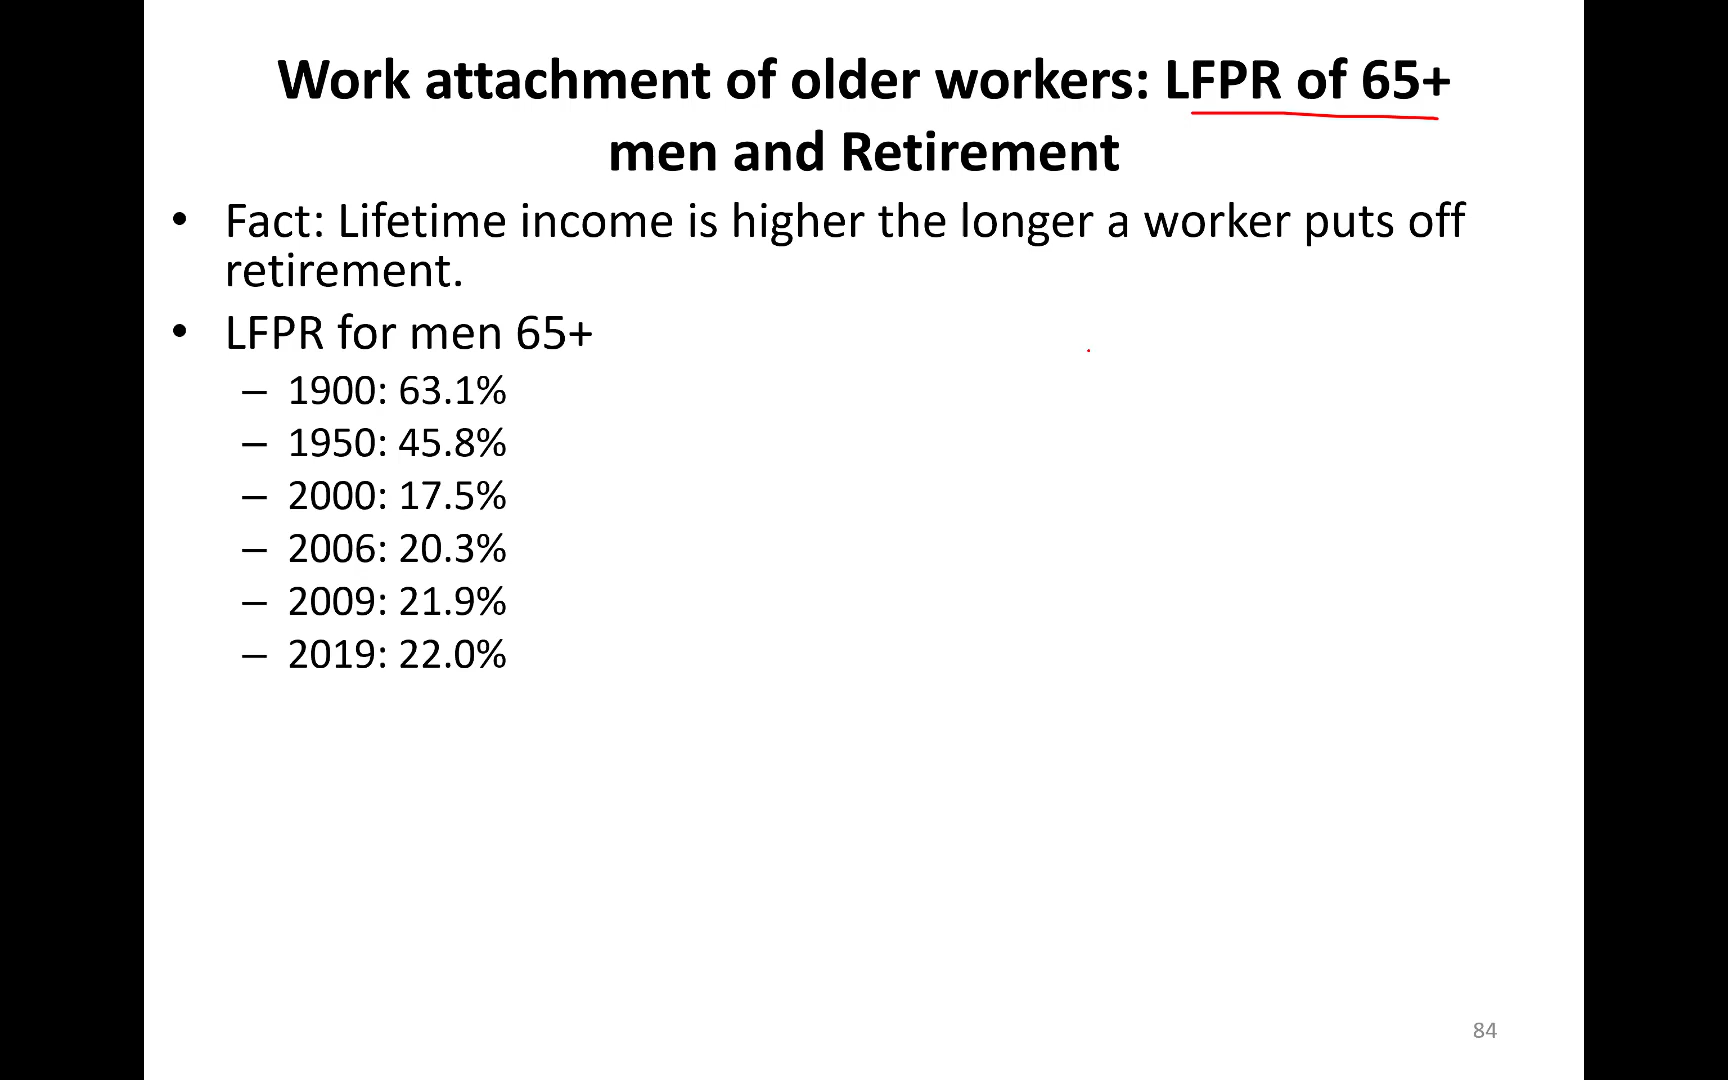 Work attachment of older workers: LFPR of 65+
men and Retirement
• Fact: Lifetime income is higher the longer a worker puts off
retirement.
• LFPR for men 65+
– 1900: 63.1%
– 1950: 45.8%
– 2000: 17.5%
– 2006: 20.3%
– 2009: 21.9%
– 2019: 22.0%
84